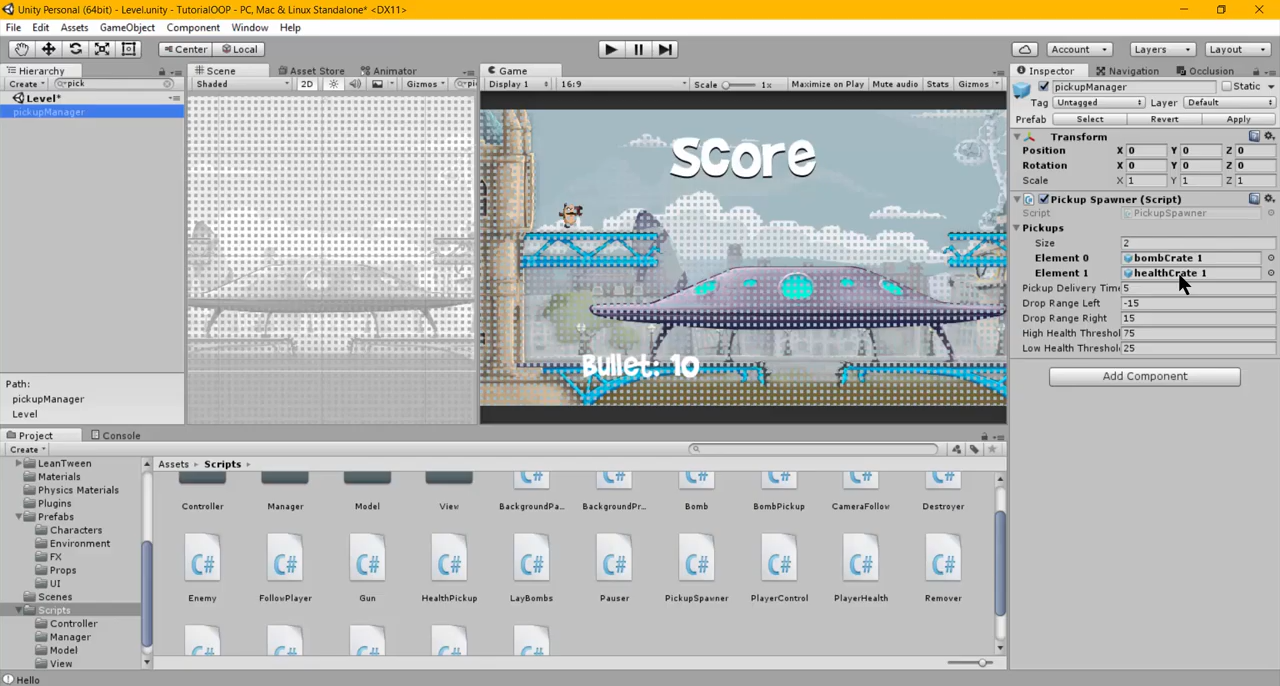 Unity Personal (64bit) - Level.unity - TutorialOOP - PC, Mac & Linux Standalone* <DX11>
File Edit Assets GameObject Component Window Help
Center Local Account Layers Layout
Hierarchy Scene Asset Store Animator Game Inspector Navigation Occlusion
Create pick Shaded 2D Gizmos Display 1 16:9 Scale 1x Maximize on Play Mute audio Stats Gizmos pickupManager Static
Level*
pickupManager
Tag Untagged Layer Default
Prefab Select Revert Apply
Transform
Position X 0 Y 0 Z 0
Rotation X 0 Y 0 Z 0
Scale X 1 Y 1 Z 1
Pickup Spawner (Script)
Script PickupSpawner
Pickups
Size 2
Element 0 bombCrate 1
Element 1 healthCrate 1
Pickup Delivery Time 5
Drop Range Left -15
Drop Range Right 15
High Health Threshol 75
Low Health Threshol 25
Add Component
Score
Bullet: 10
Path:
pickupManager
Level
Project Console
Create
LeanTween
Materials
Physics Materials
Plugins
Prefabs
Characters
Environment
FX
Props
UI
Scenes
Scripts
Controller
Manager
Model
View
Assets Scripts
Controller Manager Model View BackgroundPa... BackgroundPr... Bomb BombPickup CameraFollow Destroyer
Enemy FollowPlayer Gun HealthPickup LayBombs Pauser PickupSpawner PlayerControl PlayerHealth Remover
Hello